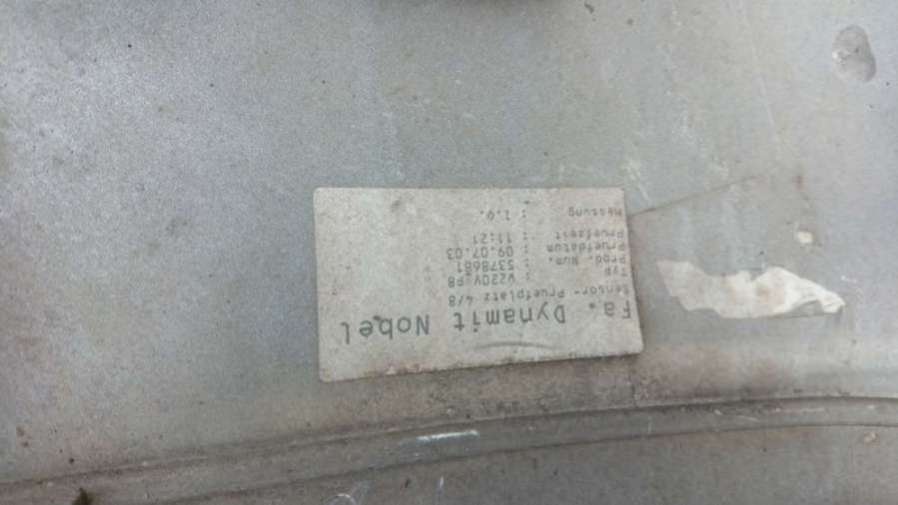 Fa. Dynamit Nobel
Sensor- Pruefplatz 4/8
Typ : W220V.P8
Prod. Num. : 5378681
Pruefdatum : 09.07.03
Pruefzeit : 11:21
Messung : I.O.